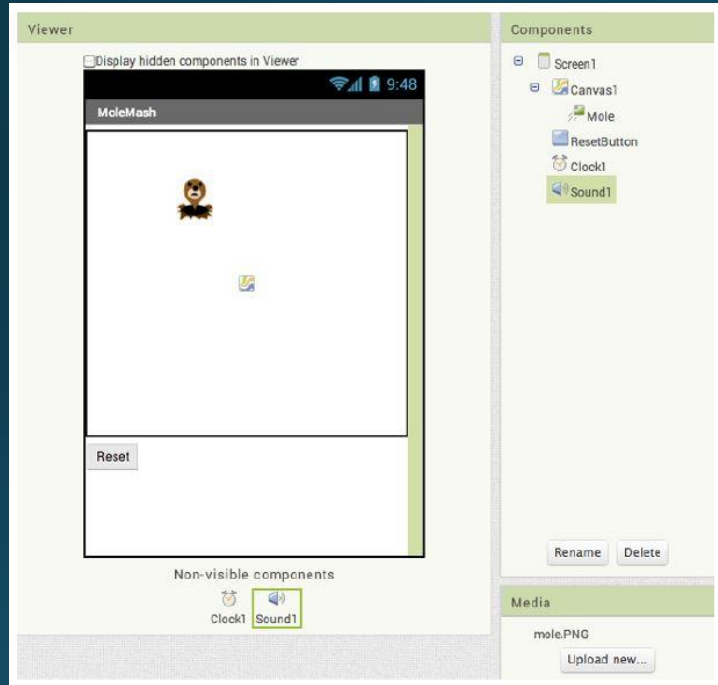 Viewer
Display hidden components in Viewer
9:48
MoleMash
Reset
Non-visible components
Clock1
Sound1
Components
Screen1
Canvas1
Mole
ResetButton
Clock1
Sound1
Rename
Delete
Media
mole.PNG
Upload new...